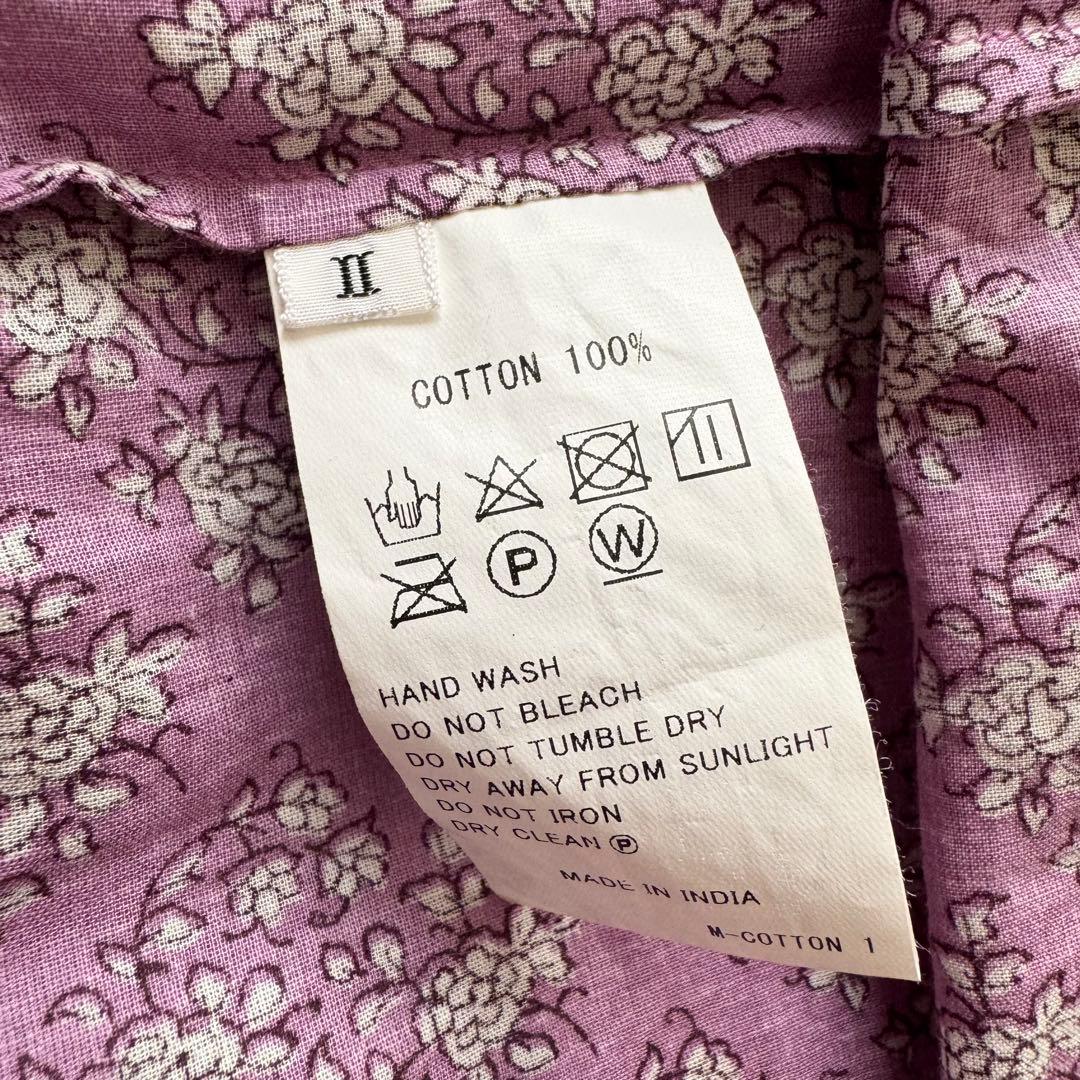 II
COTTON 100%
P W
HAND WASH
DO NOT BLEACH
DO NOT TUMBLE DRY
DRY AWAY FROM SUNLIGHT
DO NOT IRON
DRY CLEAN Ⓟ
MADE IN INDIA
M-COTTON 1